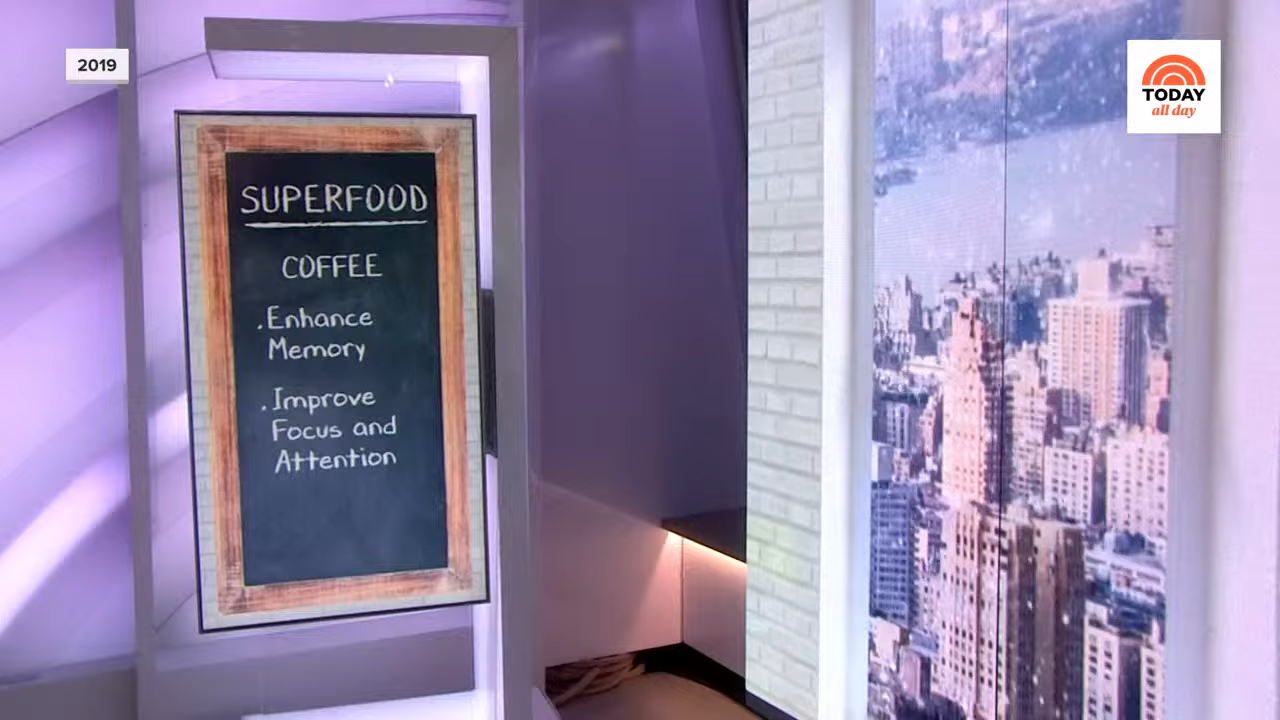 2019
TODAY
all day
SUPERFOOD
COFFEE
.Enhance
Memory
.Improve
Focus and
Attention